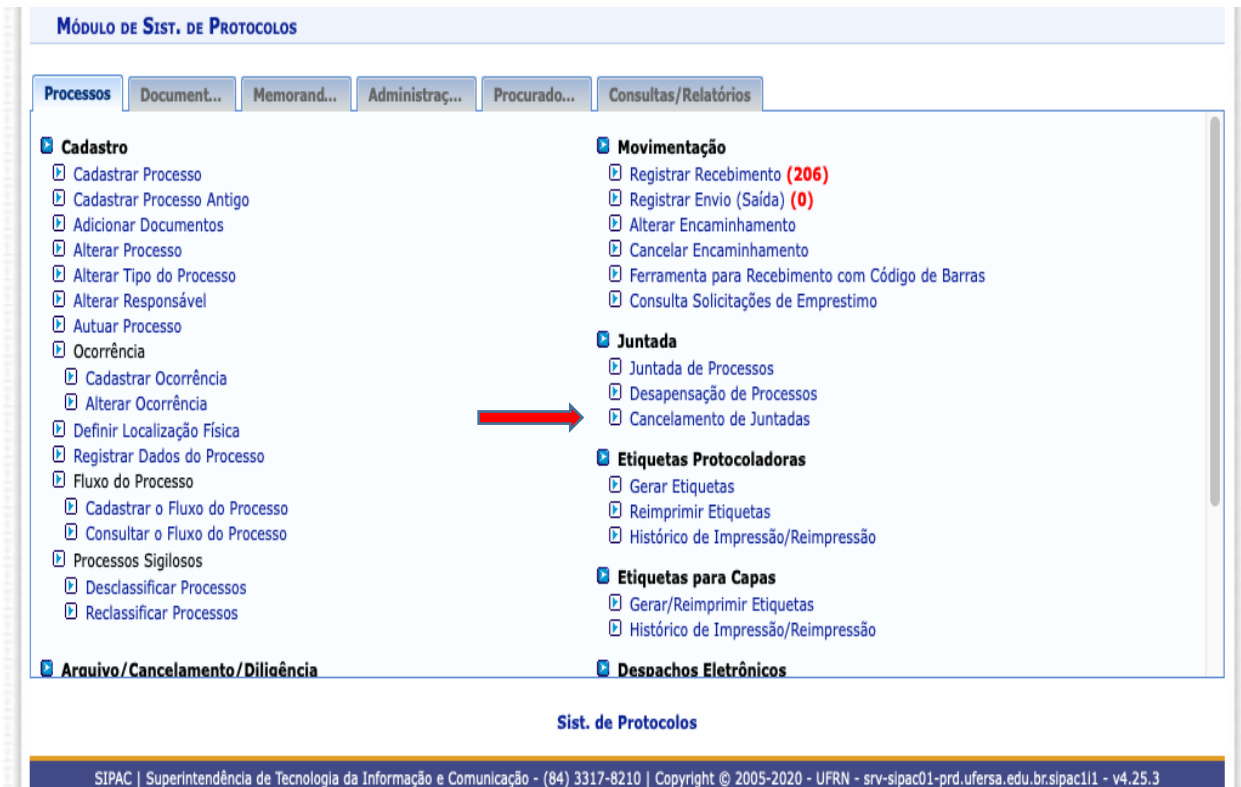 Módulo de Sist. de Protocolos
Processos
Document...
Memorand...
Administraç...
Procurado...
Consultas/Relatórios
Cadastro
Cadastrar Processo
Cadastrar Processo Antigo
Adicionar Documentos
Alterar Processo
Alterar Tipo do Processo
Alterar Responsável
Autuar Processo
Ocorrência
Cadastrar Ocorrência
Alterar Ocorrência
Definir Localização Física
Registrar Dados do Processo
Fluxo do Processo
Cadastrar o Fluxo do Processo
Consultar o Fluxo do Processo
Processos Sigilosos
Desclassificar Processos
Reclassificar Processos
Arquivo/Cancelamento/Diligência
Movimentação
Registrar Recebimento (206)
Registrar Envio (Saída) (0)
Alterar Encaminhamento
Cancelar Encaminhamento
Ferramenta para Recebimento com Código de Barras
Consulta Solicitações de Emprestimo
Juntada
Juntada de Processos
Desapensação de Processos
Cancelamento de Juntadas
Etiquetas Protocoladoras
Gerar Etiquetas
Reimprimir Etiquetas
Histórico de Impressão/Reimpressão
Etiquetas para Capas
Gerar/Reimprimir Etiquetas
Histórico de Impressão/Reimpressão
Despachos Eletrônicos
Sist. de Protocolos
SIPAC | Superintendência de Tecnologia da Informação e Comunicação - (84) 3317-8210 | Copyright © 2005-2020 - UFRN - srv-sipac01-prd.ufersa.edu.br.sipac1i1 - v4.25.3